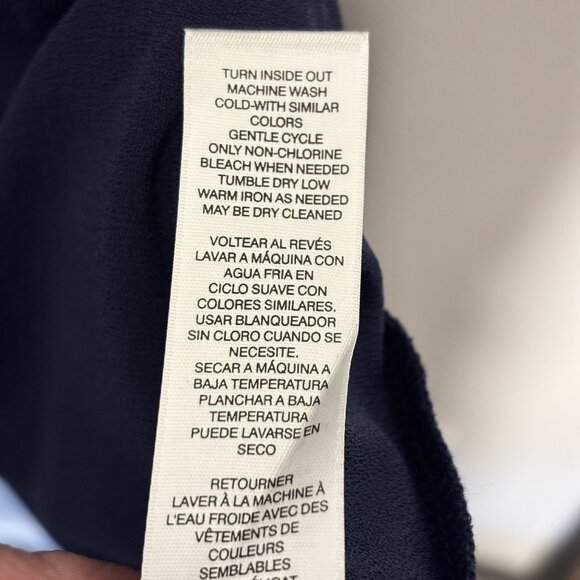 TURN INSIDE OUT
MACHINE WASH
COLD-WITH SIMILAR
COLORS
GENTLE CYCLE
ONLY NON-CHLORINE
BLEACH WHEN NEEDED
TUMBLE DRY LOW
WARM IRON AS NEEDED
MAY BE DRY CLEANED
VOLTEAR AL REVÉS
LAVAR A MÁQUINA CON
AGUA FRIA EN
CICLO SUAVE CON
COLORES SIMILARES.
USAR BLANQUEADOR
SIN CLORO CUANDO SE
NECESITE.
SECAR A MÁQUINA A
BAJA TEMPERATURA
PLANCHAR A BAJA
TEMPERATURA
PUEDE LAVARSE EN
SECO
RETOURNER
LAVER À LA MACHINE À
L'EAU FROIDE AVEC DES
VÊTEMENTS DE
COULEURS
SEMBLABLES